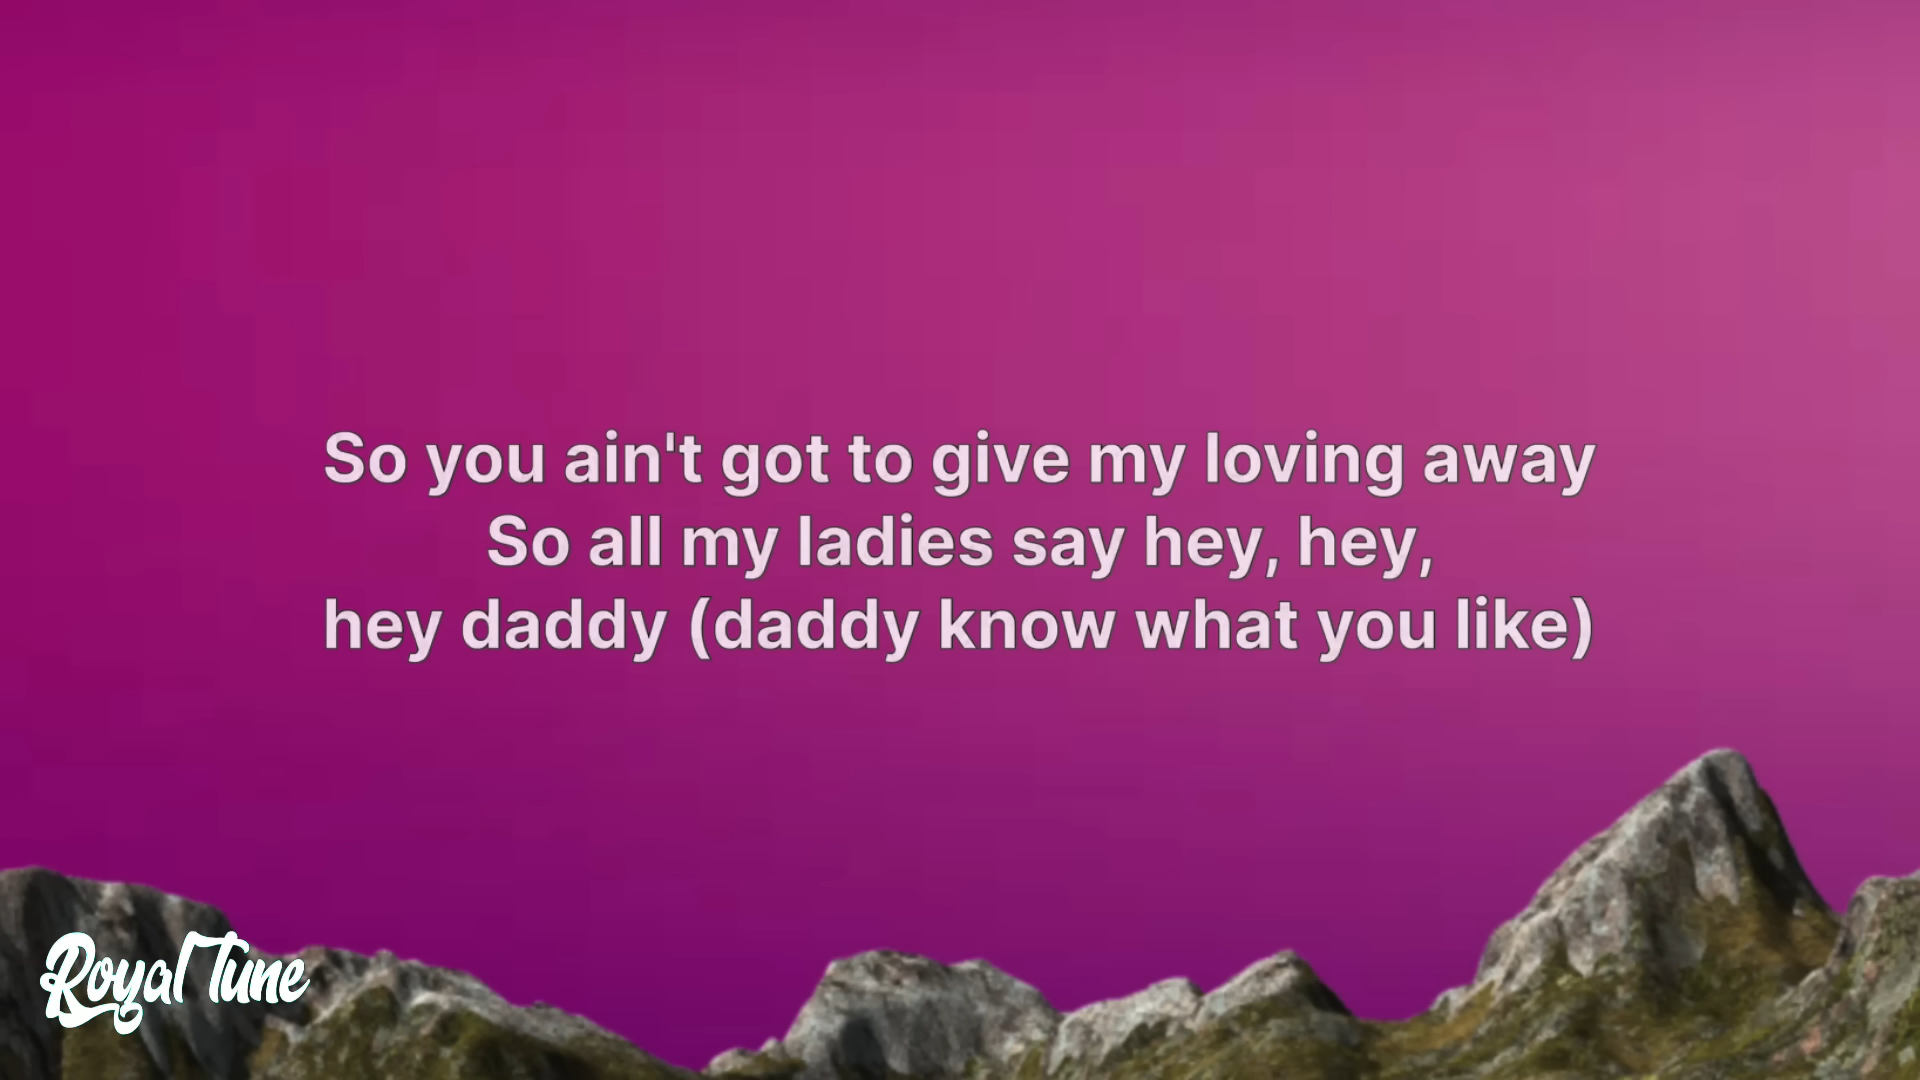 So you ain't got to give my loving away
So all my ladies say hey, hey,
hey daddy (daddy know what you like)
Royal Tune